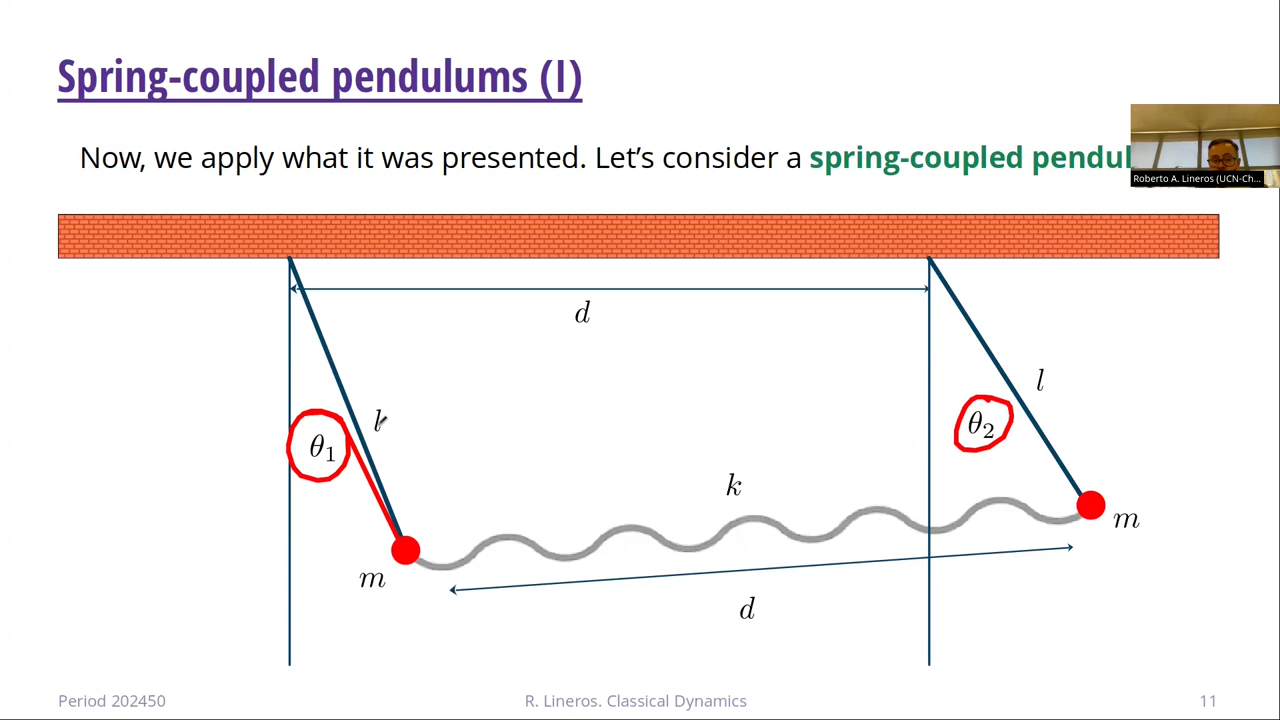 Spring-coupled pendulums (I)
Now, we apply what it was presented. Let’s consider a spring-coupled pendul
Roberto A. Lineros (UCN-Ch...
d
l
l
θ₁
θ₂
k
m
m
d
Period 202450
R. Lineros. Classical Dynamics
11